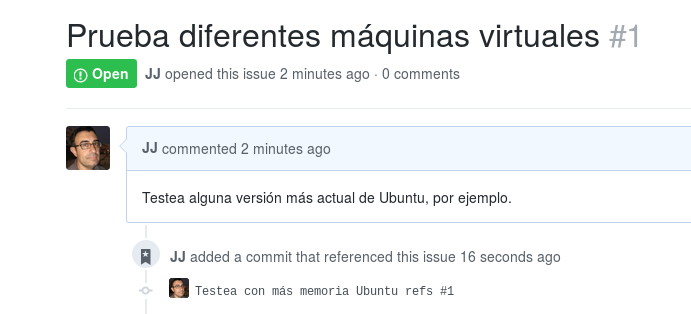 Prueba diferentes máquinas virtuales #1
Open JJ opened this issue 2 minutes ago · 0 comments
JJ commented 2 minutes ago
Testea alguna versión más actual de Ubuntu, por ejemplo.
JJ added a commit that referenced this issue 16 seconds ago
Testea con más memoria Ubuntu refs #1